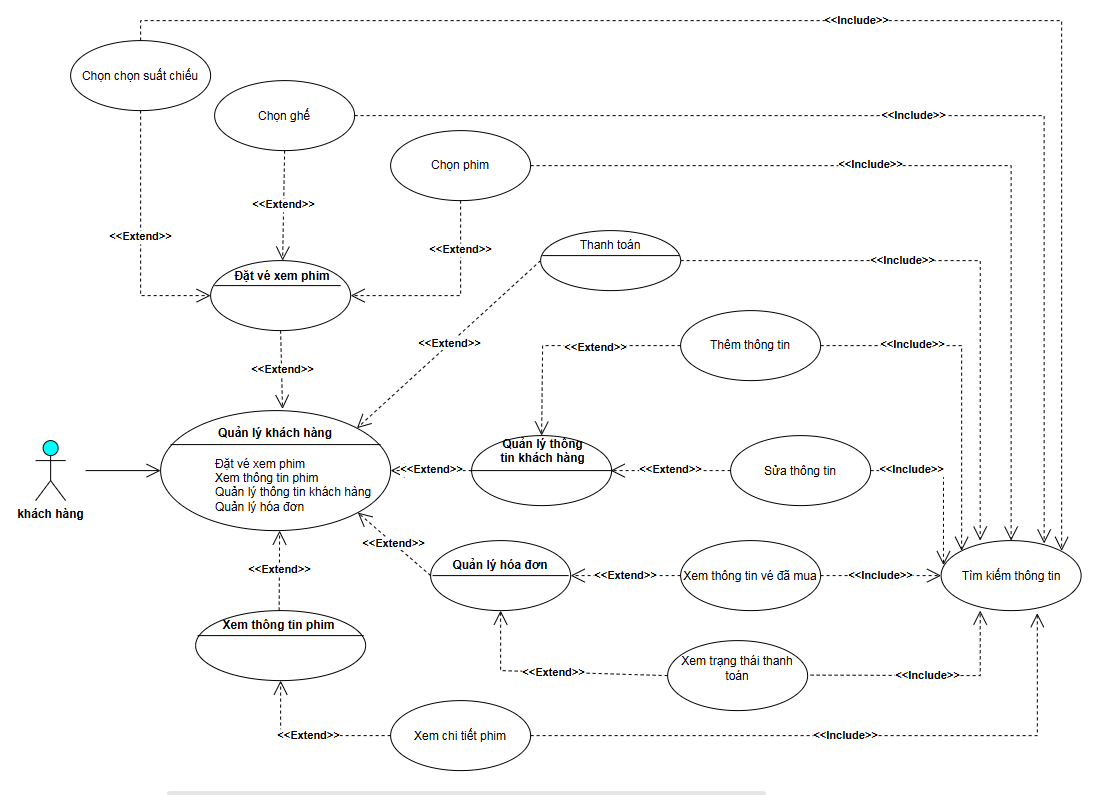 <<Include>>
Chọn chọn suất chiếu
Chọn ghế
<<Include>>
Chọn phim
<<Include>>
<<Extend>>
<<Extend>>
<<Extend>>
Thanh toán
<<Include>>
Đặt vé xem phim
<<Extend>>
<<Extend>>
<<Extend>>
Thêm thông tin
<<Include>>
Quản lý khách hàng
Đặt vé xem phim
Xem thông tin phim
Quản lý thông tin khách hàng
Quản lý hóa đơn
<<Extend>>
Quản lý thông
tin khách hàng
<<Extend>>
Sửa thông tin
<<Include>>
khách hàng
<<Extend>>
Quản lý hóa đơn
<<Extend>>
Xem thông tin vé đã mua
<<Include>>
Tìm kiếm thông tin
<<Extend>>
Xem thông tin phim
<<Extend>>
Xem trạng thái thanh
toán
<<Include>>
<<Extend>>
Xem chi tiết phim
<<Include>>